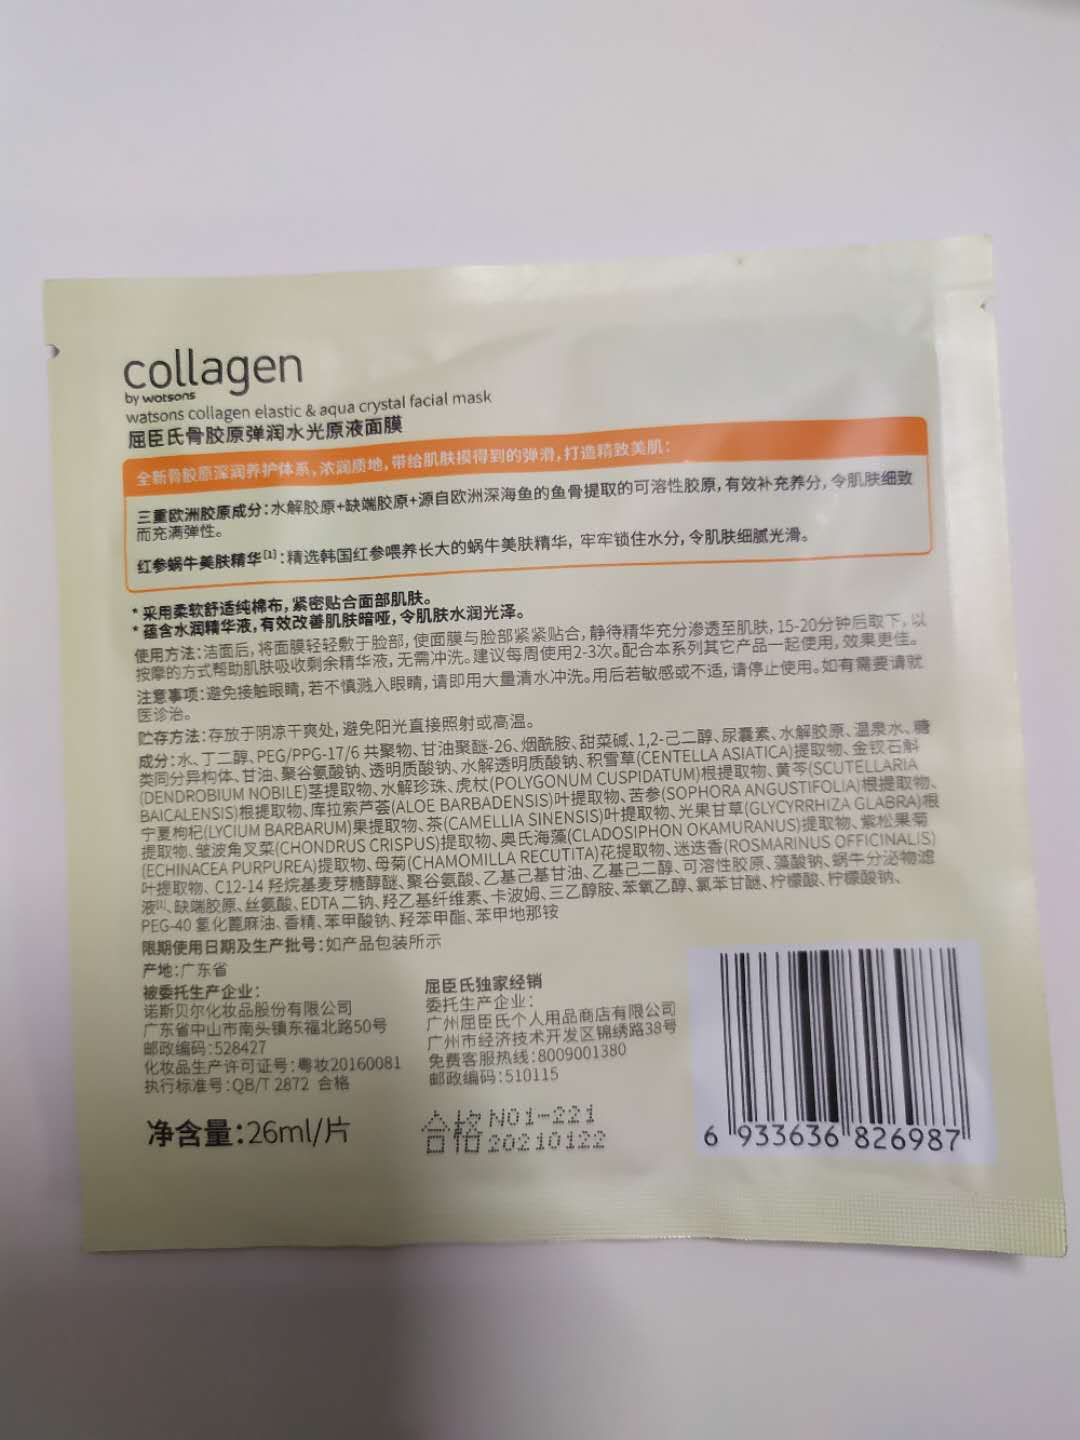 collagen
by watsons
watsons collagen elastic & aqua crystal facial mask
屈臣氏骨胶原弹润水光原液面膜
全新骨胶原深润养护体系，浓润质地，带给肌肤摸得到的弹滑，打造精致美肌：
三重欧洲胶原成分：水解胶原+缺端胶原+源自欧洲深海鱼的鱼骨提取的可溶性胶原，有效补充养分，令肌肤细致
而充满弹性。
红参蜗牛美肤精华[1]：精选韩国红参喂养长大的蜗牛美肤精华，牢牢锁住水分，令肌肤细腻光滑。
* 采用柔软舒适纯棉布，紧密贴合面部肌肤。
* 蕴含水润精华液，有效改善肌肤暗哑，令肌肤水润光泽。
使用方法：洁面后，将面膜轻轻敷于脸部，使面膜与脸部紧紧贴合，静待精华充分渗透至肌肤，15-20分钟后取下，以
按摩的方式帮助肌肤吸收剩余精华液，无需冲洗。建议每周使用2-3次。配合本系列其它产品一起使用，效果更佳。
注意事项：避免接触眼睛，若不慎溅入眼睛，请即用大量清水冲洗。用后若敏感或不适，请停止使用。如有需要请就
医诊治。
贮存方法：存放于阴凉干爽处，避免阳光直接照射或高温。
成分：水、丁二醇、PEG/PPG-17/6 共聚物、甘油聚醚-26、烟酰胺、甜菜碱、1,2-己二醇、尿囊素、水解胶原、温泉水、糖
类同分异构体、甘油、聚谷氨酸钠、透明质酸钠、水解透明质酸钠、积雪草(CENTELLA ASIATICA)提取物、金钗石斛
(DENDROBIUM NOBILE)茎提取物、水解珍珠、虎杖(POLYGONUM CUSPIDATUM)根提取物、黄芩(SCUTELLARIA
BAICALENSIS)根提取物、库拉索芦荟(ALOE BARBADENSIS)叶提取物、苦参(SOPHORA ANGUSTIFOLIA)根提取物、
宁夏枸杞(LYCIUM BARBARUM)果提取物、茶(CAMELLIA SINENSIS)叶提取物、光果甘草(GLYCYRRHIZA GLABRA)根
提取物、皱波角叉菜(CHONDRUS CRISPUS)提取物、奥氏海藻(CLADOSIPHON OKAMURANUS)提取物、紫松果菊
(ECHINACEA PURPUREA)提取物、母菊(CHAMOMILLA RECUTITA)花提取物、迷迭香(ROSMARINUS OFFICINALIS)
叶提取物、C12-14 羟烷基麦芽糖醇醚、聚谷氨酸、乙基己基甘油、乙基己二醇、可溶性胶原、藻酸钠、蜗牛分泌物滤
液[1]、缺端胶原、丝氨酸、EDTA 二钠、羟乙基纤维素、卡波姆、三乙醇胺、苯氧乙醇、氯苯甘醚、柠檬酸、柠檬酸钠、
PEG-40 氢化蓖麻油、香精、苯甲酸钠、羟苯甲酯、苯甲地那铵
限期使用日期及生产批号：如产品包装所示
产地：广东省
被委托生产企业：
诺斯贝尔化妆品股份有限公司
广东省中山市南头镇东福北路50号
邮政编码：528427
化妆品生产许可证号：粤妆20160081
执行标准号：QB/T 2872 合格
屈臣氏独家经销
委托生产企业：
广州屈臣氏个人用品商店有限公司
广州市经济技术开发区锦绣路38号
免费客服热线：8009001380
邮政编码：510115
净含量：26ml/片
合格 N01-221
20210122
6 933636 826987